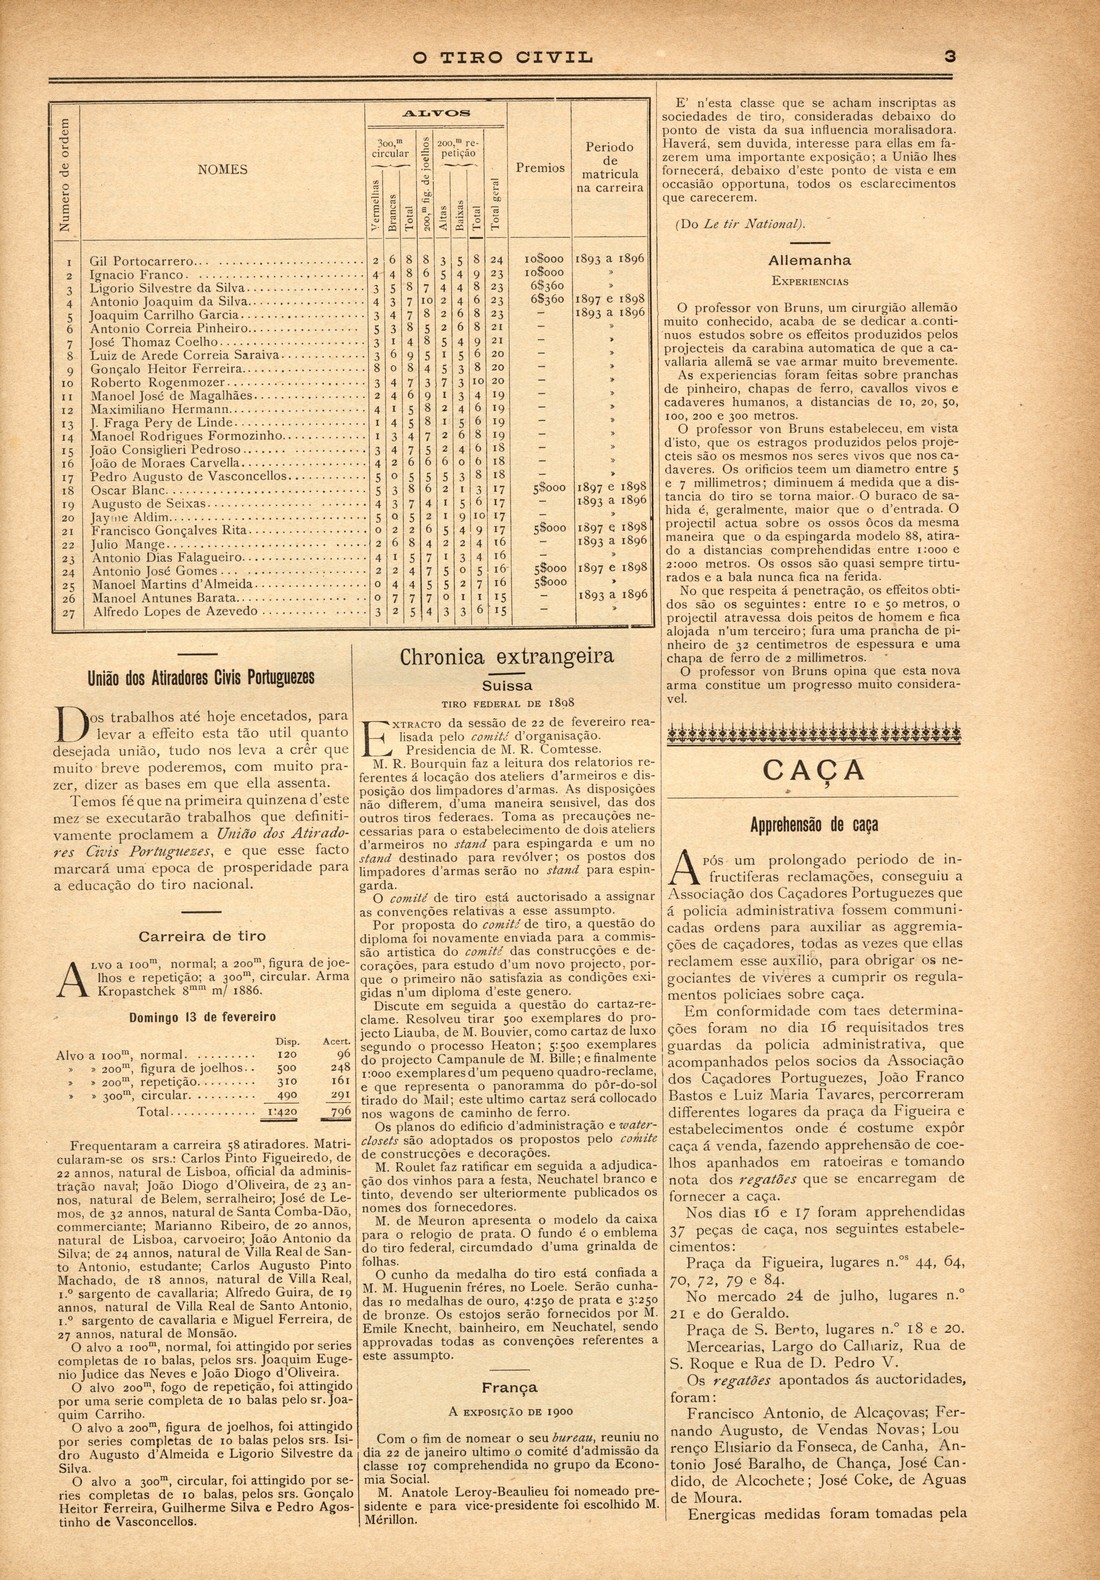 O TIRO CIVIL
3
Numero de ordem
NOMES
ALVOS
300,m circular
Vermelhas
Brancas
Total
200,m fig. de joelhos
200,m repetição
Altas
Baixas
Total
Total geral
Premios
Periodo de matricula na carreira
1 Gil Portocarrero... 2 6 8 8 3 5 8 24 10$000 1893 a 1896
2 Ignacio Franco. 4 4 8 6 5 4 9 23 10$000 »
3 Ligorio Silvestre da Silva 3 5 8 7 4 4 8 23 6$360 »
4 Antonio Joaquim da Silva 4 3 7 10 2 4 6 23 6$360 1897 e 1898
5 Joaquim Carrilho Garcia 3 4 7 8 2 6 8 23 – 1893 a 1896
6 Antonio Correia Pinheiro 5 3 8 5 2 6 8 21 – »
7 José Thomaz Coelho 3 1 4 8 5 4 9 21 – »
8 Luiz de Arede Correia Saraiva 3 6 9 5 1 5 6 20 – »
9 Gonçalo Heitor Ferreira 8 0 8 4 5 3 8 20 – »
10 Roberto Rogenmozer 3 4 7 3 7 3 10 20 – »
11 Manoel José de Magalhães 2 4 6 9 1 3 4 19 – »
12 Maximiliano Hermann 4 1 5 8 2 4 6 19 – »
13 J. Fraga Pery de Linde 1 4 5 8 1 5 6 19 – »
14 Manoel Rodrigues Formozinho 1 3 4 7 2 6 8 19 – »
15 João Consiglieri Pedroso 3 4 7 5 2 4 6 18 – »
16 João de Moraes Carvella 4 2 6 6 6 0 6 18 – »
17 Pedro Augusto de Vasconcellos 5 0 5 5 5 3 8 18 – »
18 Oscar Blanc 5 3 8 6 2 1 3 17 5$000 1897 e 1898
19 Augusto de Seixas 4 3 7 4 1 5 6 17 – 1893 a 1896
20 Jayme Aldim 5 0 5 2 1 9 10 17 – »
21 Francisco Gonçalves Rita 0 2 2 6 5 4 9 17 5$000 1897 e 1898
22 Julio Mange 2 6 8 4 2 2 4 16 – 1893 a 1896
23 Antonio Dias Falagueiro 4 1 5 7 1 3 4 16 – »
24 Antonio José Gomes 2 2 4 7 5 0 5 16 5$000 1897 e 1898
25 Manoel Martins d'Almeida 0 4 4 5 5 2 7 16 5$000 »
26 Manoel Antunes Barata 0 7 7 7 0 1 1 15 – 1893 a 1896
27 Alfredo Lopes de Azevedo 3 2 5 4 3 3 6 15 – »
União dos Atiradores Civis Portuguezes
Dos trabalhos até hoje encetados, para
levar a effeito esta tão util quanto
desejada união, tudo nos leva a crêr que
muito breve poderemos, com muito pra-
zer, dizer as bases em que ella assenta.
Temos fé que na primeira quinzena d'este
mez se executarão trabalhos que definiti-
vamente proclamem a União dos Atirado-
res Civis Portuguezes, e que esse facto
marcará uma epoca de prosperidade para
a educação do tiro nacional.
Carreira de tiro
Alvo a 100m, normal; a 200m, figura de joe-
lhos e repetição; a 300m, circular. Arma
Kropastchek 8mm m/ 1886.
Domingo 13 de fevereiro
Disp. Acert.
Alvo a 100m, normal. 120 96
» » 200m, figura de joelhos.. 500 248
» » 200m, repetição 310 161
» » 300m, circular 490 291
Total 1:420 796
Frequentaram a carreira 58 atiradores. Matri-
cularam-se os srs.: Carlos Pinto Figueiredo, de
22 annos, natural de Lisboa, official da adminis-
tração naval; João Diogo d'Oliveira, de 23 an-
nos, natural de Belem, serralheiro; José de Le-
mos, de 32 annos, natural de Santa Comba-Dão,
commerciante; Marianno Ribeiro, de 20 annos,
natural de Lisboa, carvoeiro; João Antonio da
Silva; de 24 annos, natural de Villa Real de San-
to Antonio, estudante; Carlos Augusto Pinto
Machado, de 18 annos, natural de Villa Real,
1.º sargento de cavallaria; Alfredo Guira, de 19
annos, natural de Villa Real de Santo Antonio,
1.º sargento de cavallaria e Miguel Ferreira, de
27 annos, natural de Monsão.
O alvo a 100m, normal, foi attingido por series
completas de 10 balas, pelos srs. Joaquim Euge-
nio Judice das Neves e João Diogo d'Oliveira.
O alvo 200m, fogo de repetição, foi attingido
por uma serie completa de 10 balas pelo sr. Joa-
quim Carriho.
O alvo a 200m, figura de joelhos, foi attingido
por series completas de 10 balas pelos srs. Isi-
dro Augusto d'Almeida e Ligorio Silvestre da
Silva.
O alvo a 300m, circular, foi attingido por se-
ries completas de 10 balas, pelos srs. Gonçalo
Heitor Ferreira, Guilherme Silva e Pedro Agos-
tinho de Vasconcellos.
Chronica extrangeira
Suissa
TIRO FEDERAL DE 1898
Extracto da sessão de 22 de fevereiro rea-
lisada pelo comité d'organisação.
Presidencia de M. R. Comtesse.
M. R. Bourquin faz a leitura dos relatorios re-
ferentes á locação dos ateliers d'armeiros e dis-
posição dos limpadores d'armas. As disposições
não differem, d'uma maneira sensivel, das dos
outros tiros federaes. Toma as precauções ne-
cessarias para o estabelecimento de dois ateliers
d'armeiros no stand para espingarda e um no
stand destinado para revólver; os postos dos
limpadores d'armas serão no stand para espin-
garda.
O comité de tiro está auctorisado a assignar
as convenções relativas a esse assumpto.
Por proposta do comité de tiro, a questão do
diploma foi novamente enviada para a commis-
são artistica do comité das construcções e de-
corações, para estudo d'um novo projecto, por-
que o primeiro não satisfazia as condições exi-
gidas n'um diploma d'este genero.
Discute em seguida a questão do cartaz-re-
clame. Resolveu tirar 500 exemplares do pro-
jecto Liauba, de M. Bouvier, como cartaz de luxo
segundo o processo Heaton; 5:500 exemplares
do projecto Campanule de M. Bille; e finalmente
1:000 exemplares d'um pequeno quadro-reclame,
e que representa o panoramma do pôr-do-sol
tirado do Mail; este ultimo cartaz será collocado
nos wagons de caminho de ferro.
Os planos do edificio d'administração e water-
closets são adoptados os propostos pelo comité
de construcções e decorações.
M. Roulet faz ratificar em seguida a adjudica-
ção dos vinhos para a festa, Neuchatel branco e
tinto, devendo ser ulteriormente publicados os
nomes dos fornecedores.
M. de Meuron apresenta o modelo da caixa
para o relogio de prata. O fundo é o emblema
do tiro federal, circumdado d'uma grinalda de
folhas.
O cunho da medalha do tiro está confiada a
M. M. Huguenin fréres, no Loele. Serão cunha-
das 10 medalhas de ouro, 4:250 de prata e 3:250
de bronze. Os estojos serão fornecidos por M.
Emile Knecht, bainheiro, em Neuchatel, sendo
approvadas todas as convenções referentes a
este assumpto.
França
A EXPOSIÇÃO DE 1900
Com o fim de nomear o seu bureau, reuniu no
dia 22 de janeiro ultimo o comité d'admissão da
classe 107 comprehendida no grupo da Econo-
mia Social.
M. Anatole Leroy-Beaulieu foi nomeado pre-
sidente e para vice-presidente foi escolhido M.
Mérillon.
E' n'esta classe que se acham inscriptas as
sociedades de tiro, consideradas debaixo do
ponto de vista da sua influencia moralisadora.
Haverá, sem duvida, interesse para ellas em fa-
zerem uma importante exposição; a União lhes
fornecerá, debaixo d'este ponto de vista e em
occasião opportuna, todos os esclarecimentos
que carecerem.
(Do Le tir National).
Allemanha
EXPERIENCIAS
O professor von Bruns, um cirurgião allemão
muito conhecido, acaba de se dedicar a conti-
nuos estudos sobre os effeitos produzidos pelos
projecteis da carabina automatica de que a ca-
vallaria allemã se vae armar muito brevemente.
As experiencias foram feitas sobre pranchas
de pinheiro, chapas de ferro, cavallos vivos e
cadaveres humanos, a distancias de 10, 20, 50,
100, 200 e 300 metros.
O professor von Bruns estabeleceu, em vista
d'isto, que os estragos produzidos pelos proje-
cteis são os mesmos nos seres vivos que nos ca-
daveres. Os orificios teem um diametro entre 5
e 7 millimetros; diminuem á medida que a dis-
tancia do tiro se torna maior. O buraco de sa-
hida é, geralmente, maior que o d'entrada. O
projectil actua sobre os ossos ôcos da mesma
maneira que o da espingarda modelo 88, atira-
do a distancias comprehendidas entre 1:000 e
2:000 metros. Os ossos são quasi sempre tirtu-
rados e a bala nunca fica na ferida.
No que respeita á penetração, os effeitos obti-
dos são os seguintes: entre 10 e 50 metros, o
projectil atravessa dois peitos de homem e fica
alojada n'um terceiro; fura uma prancha de pi-
nheiro de 32 centimetros de espessura e uma
chapa de ferro de 2 millimetros.
O professor von Bruns opina que esta nova
arma constitue um progresso muito considera-
vel.
CAÇA
Apprehensão de caça
Após um prolongado periodo de in-
fructiferas reclamações, conseguiu a
Associação dos Caçadores Portuguezes que
á policia administrativa fossem communi-
cadas ordens para auxiliar as aggremia-
ções de caçadores, todas as vezes que ellas
reclamem esse auxilio, para obrigar os ne-
gociantes de viveres a cumprir os regula-
mentos policiaes sobre caça.
Em conformidade com taes determina-
ções foram no dia 16 requisitados tres
guardas da policia administrativa, que
acompanhados pelos socios da Associação
dos Caçadores Portuguezes, João Franco
Bastos e Luiz Maria Tavares, percorreram
differentes logares da praça da Figueira e
estabelecimentos onde é costume expôr
caça á venda, fazendo apprehensão de coe-
lhos apanhados em ratoeiras e tomando
nota dos regatões que se encarregam de
fornecer a caça.
Nos dias 16 e 17 foram apprehendidas
37 peças de caça, nos seguintes estabele-
cimentos:
Praça da Figueira, lugares n.os 44, 64,
70, 72, 79 e 84.
No mercado 24 de julho, lugares n.º
21 e do Geraldo.
Praça de S. Bento, lugares n.º 18 e 20.
Mercearias, Largo do Calhariz, Rua de
S. Roque e Rua de D. Pedro V.
Os regatões apontados ás auctoridades,
foram:
Francisco Antonio, de Alcaçovas; Fer-
nando Augusto, de Vendas Novas; Lou
renço Elisiario da Fonseca, de Canha, An-
tonio José Baralho, de Chança, José Can-
dido, de Alcochete; José Coke, de Aguas
de Moura.
Energicas medidas foram tomadas pela